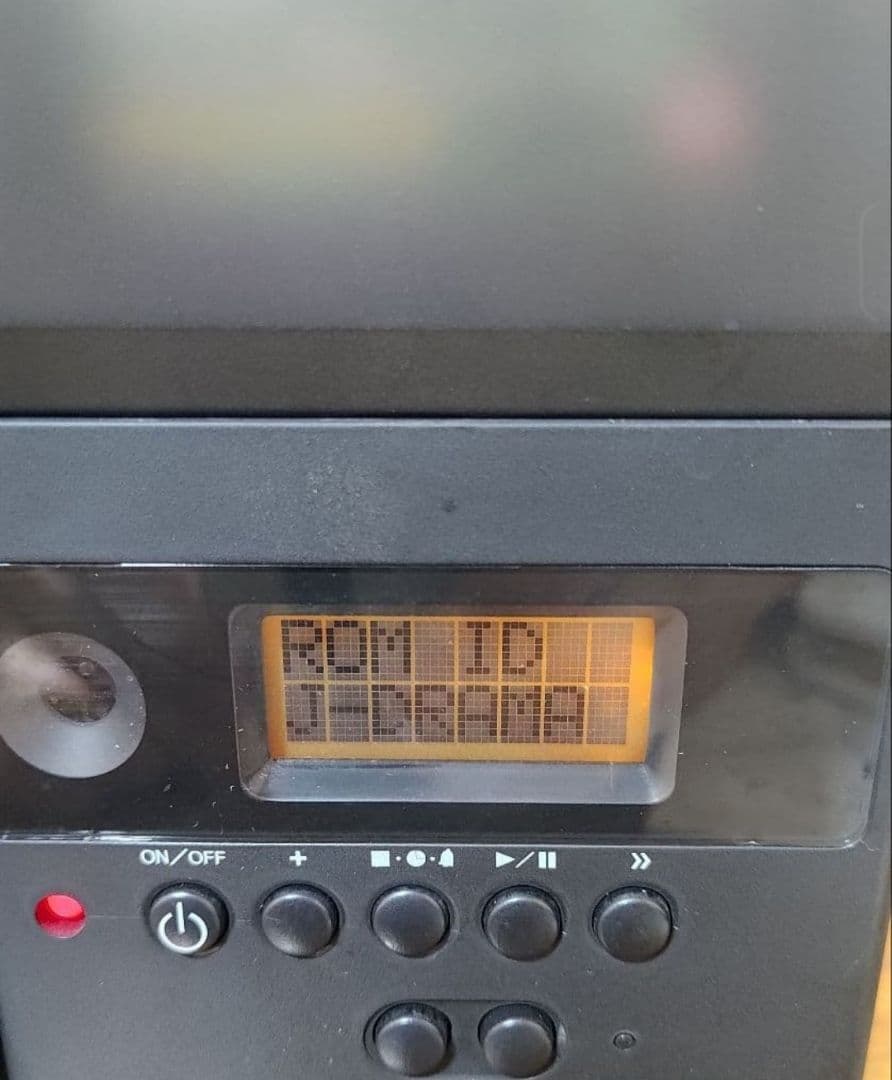 ROM ID
J-DRAMA
ON/OFF
+